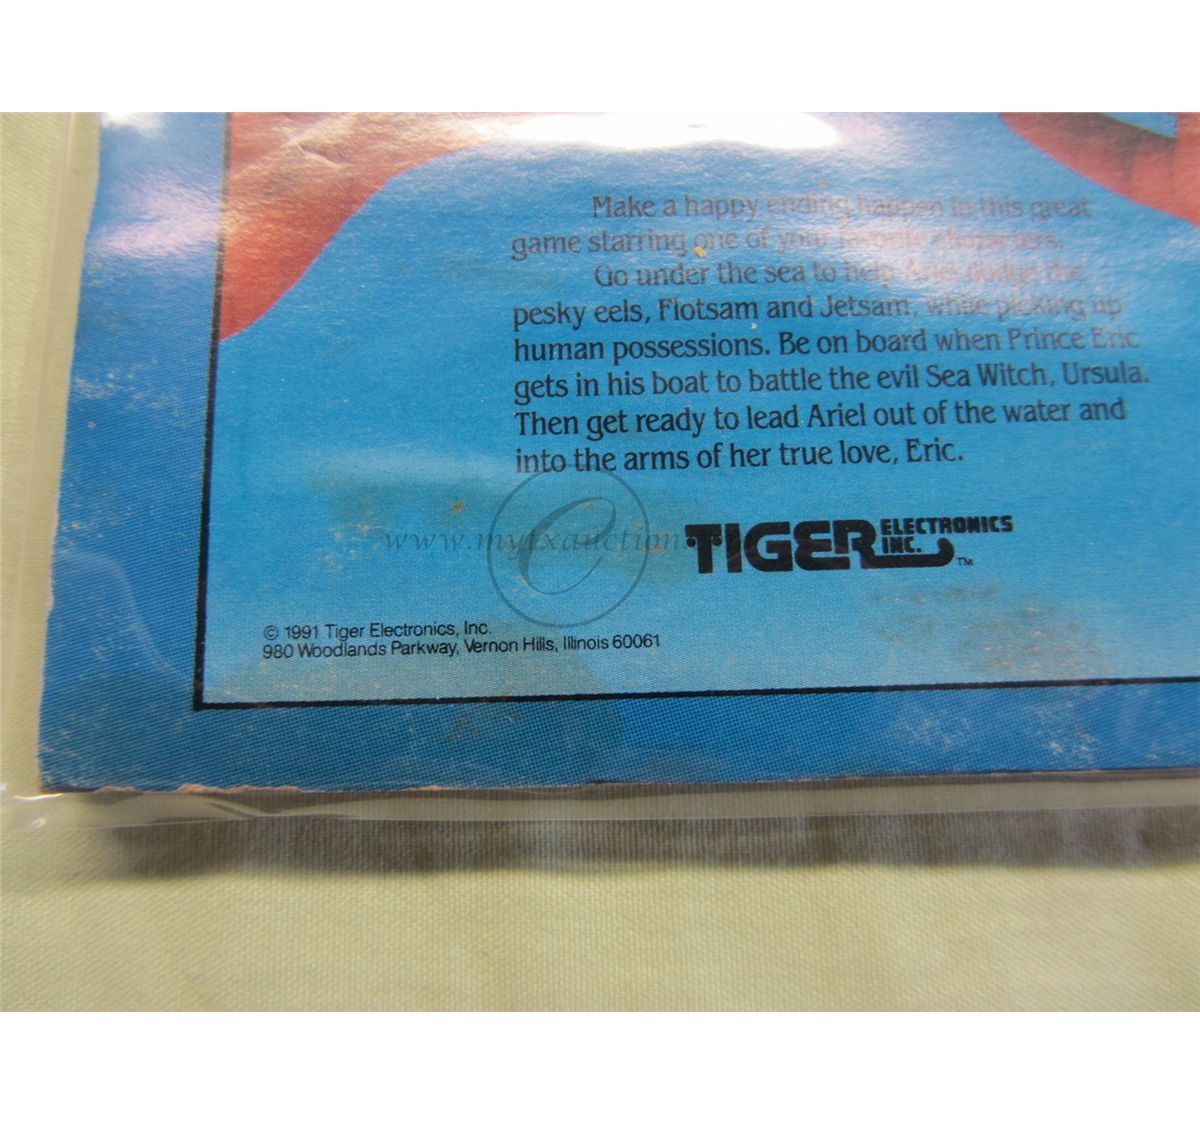 Make a happy ending happen in this great
game starring one of your favorite characters.
Go under the sea to help Ariel dodge the
pesky eels, Flotsam and Jetsam, while picking up
human possessions. Be on board when Prince Eric
gets in his boat to battle the evil Sea Witch, Ursula.
Then get ready to lead Ariel out of the water and
into the arms of her true love, Eric.
www.mytxauction.
TIGER ELECTRONICS
INC. ™
© 1991 Tiger Electronics, Inc.
980 Woodlands Parkway, Vernon Hills, Illinois 60061